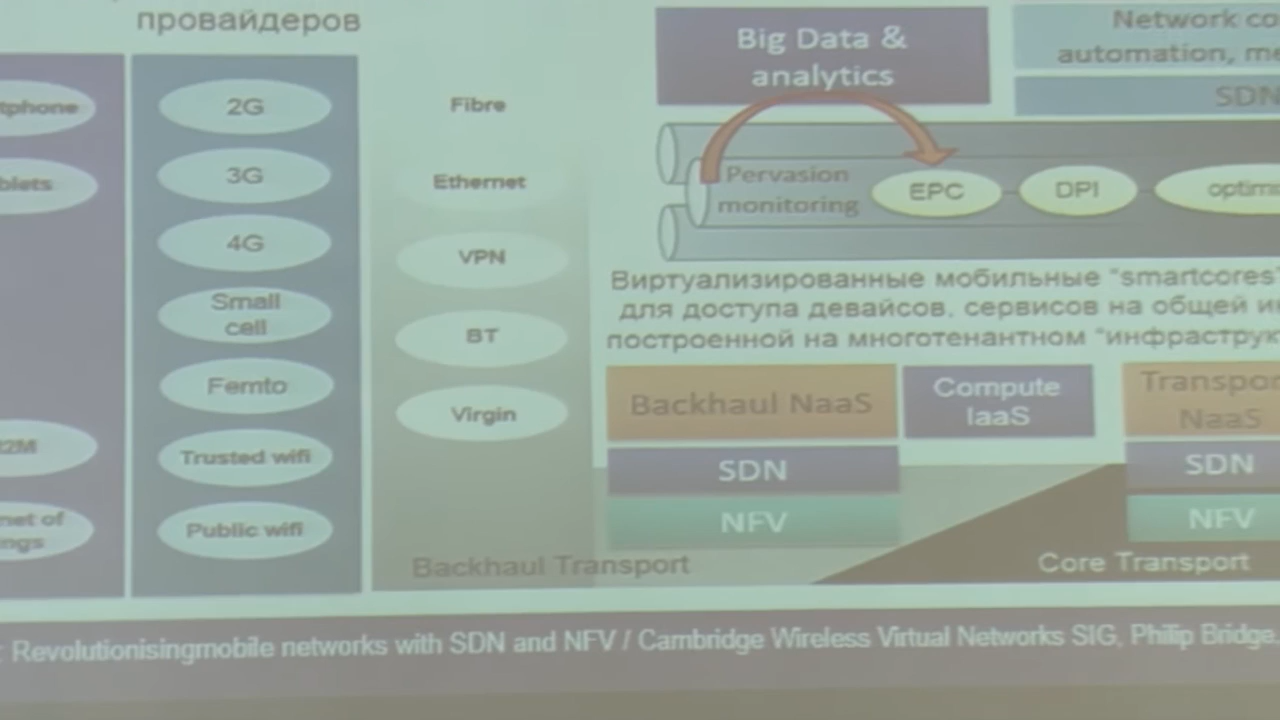 провайдеров
tphone
blets
2M
net of
ngs
2G
3G
4G
Small
cell
Femto
Trusted wifi
Public wifi
Fibre
Ethernet
VPN
BT
Virgin
Backhaul Transport
Big Data &
analytics
Network co
automation, me
SDN
Pervasion
monitoring
EPC
DPI
optimi
Виртуализированные мобильные “smartcores”
для доступа девайсов, сервисов на общей и
построенной на многотенантном “инфраструк
Backhaul NaaS
SDN
NFV
Compute
IaaS
Transpor
NaaS
SDN
NFV
Core Transport
: Revolutionisingmobile networks with SDN and NFV / Cambridge Wireless Virtual Networks SIG, Philip Bridge,